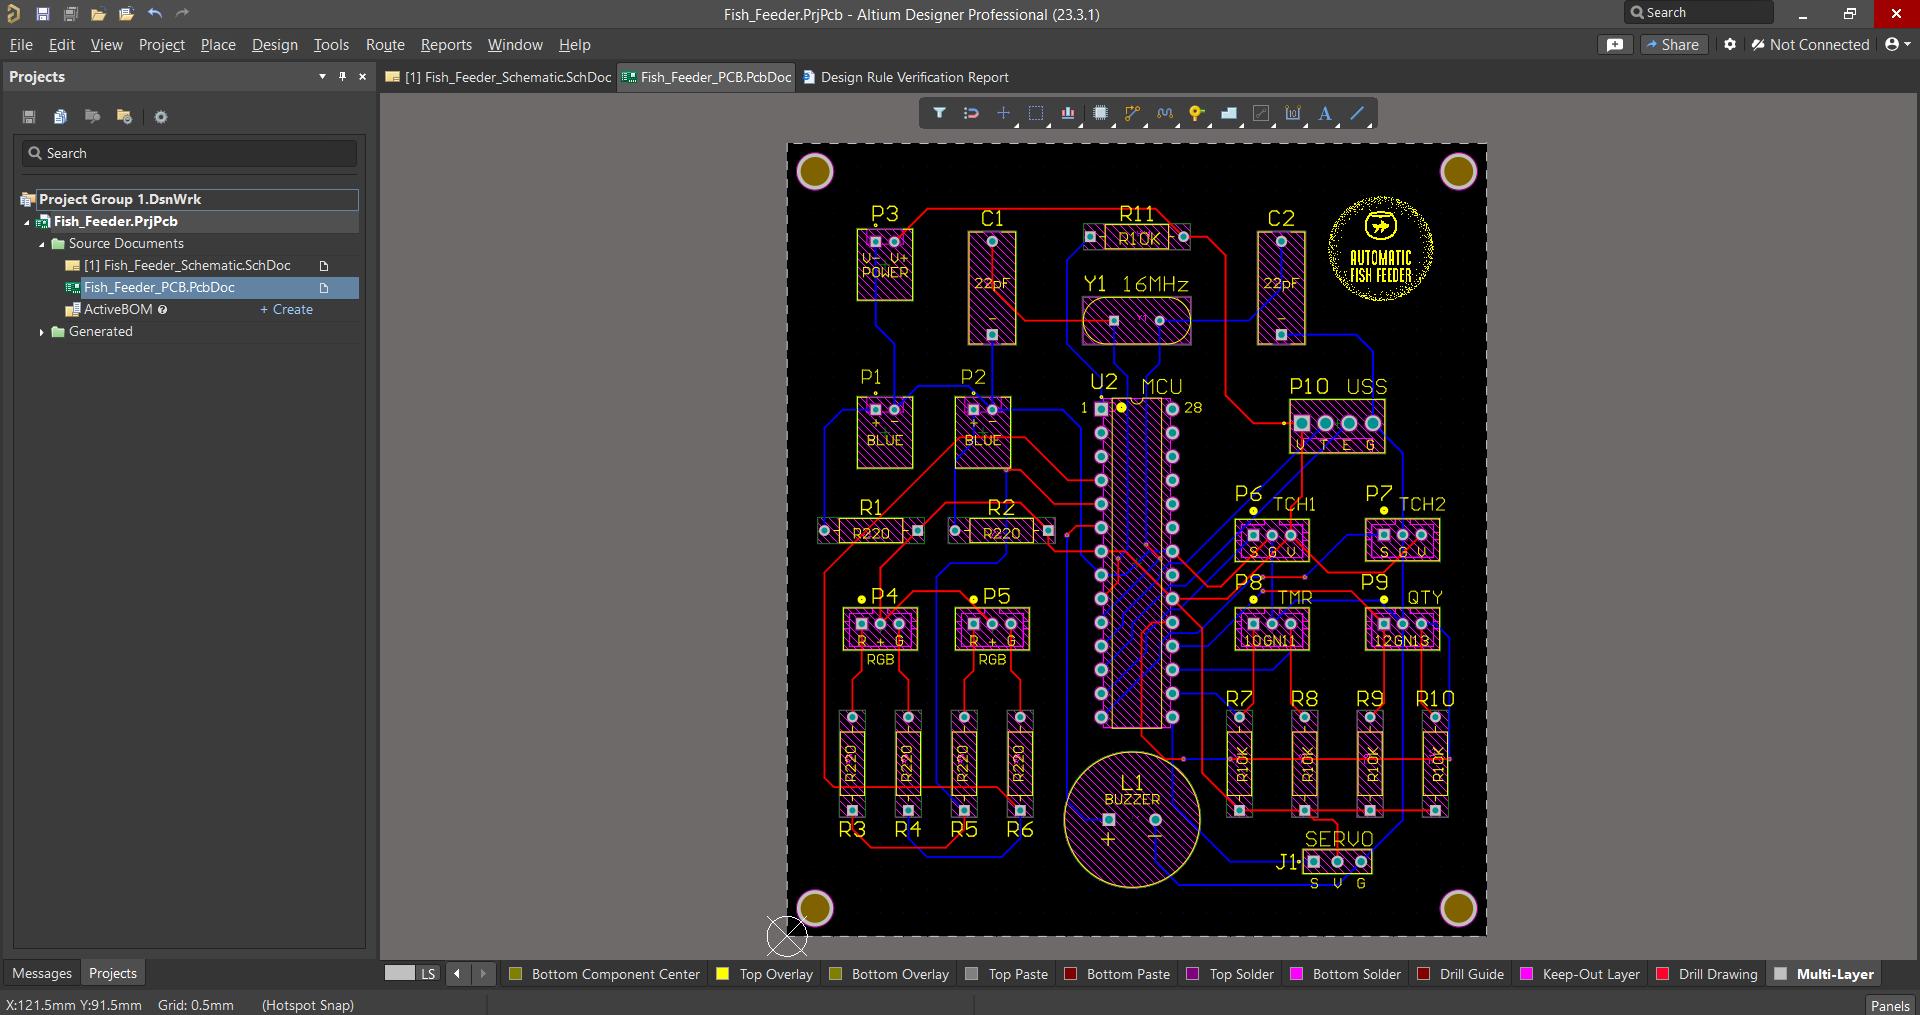 Fish_Feeder.PrjPcb - Altium Designer Professional (23.3.1)
Search
File Edit View Project Place Design Tools Route Reports Window Help
Share
Not Connected
Projects
[1] Fish_Feeder_Schematic.SchDoc
Fish_Feeder_PCB.PcbDoc
Design Rule Verification Report
Search
Project Group 1.DsnWrk
Fish_Feeder.PrjPcb
Source Documents
[1] Fish_Feeder_Schematic.SchDoc
Fish_Feeder_PCB.PcbDoc
ActiveBOM
+ Create
Generated
P3 C1 R11 C2
R10K
V- V+
POWER
22pF 22pF
AUTOMATIC
FISH FEEDER
Y1 16MHz
Y1
P1 P2 U2 MCU P10 USS
1 28
+ - + -
BLUE BLUE
V T E G
R1 R2 P6 TCH1 P7 TCH2
R220 R220
S G V S G V
P4 P5 P8 TMR P9 QTY
R + G R + G
10GN11 12GN13
RGB RGB
R7 R8 R9 R10
R220 R220 R220 R220
R10K R10K R10K R10K
L1
BUZZER
+ -
R3 R4 R5 R6
SERVO
J1
S V G
Messages Projects
LS
Bottom Component Center Top Overlay Bottom Overlay Top Paste Bottom Paste Top Solder Bottom Solder Drill Guide Keep-Out Layer Drill Drawing Multi-Layer
X:121.5mm Y:91.5mm Grid: 0.5mm (Hotspot Snap)
Panels